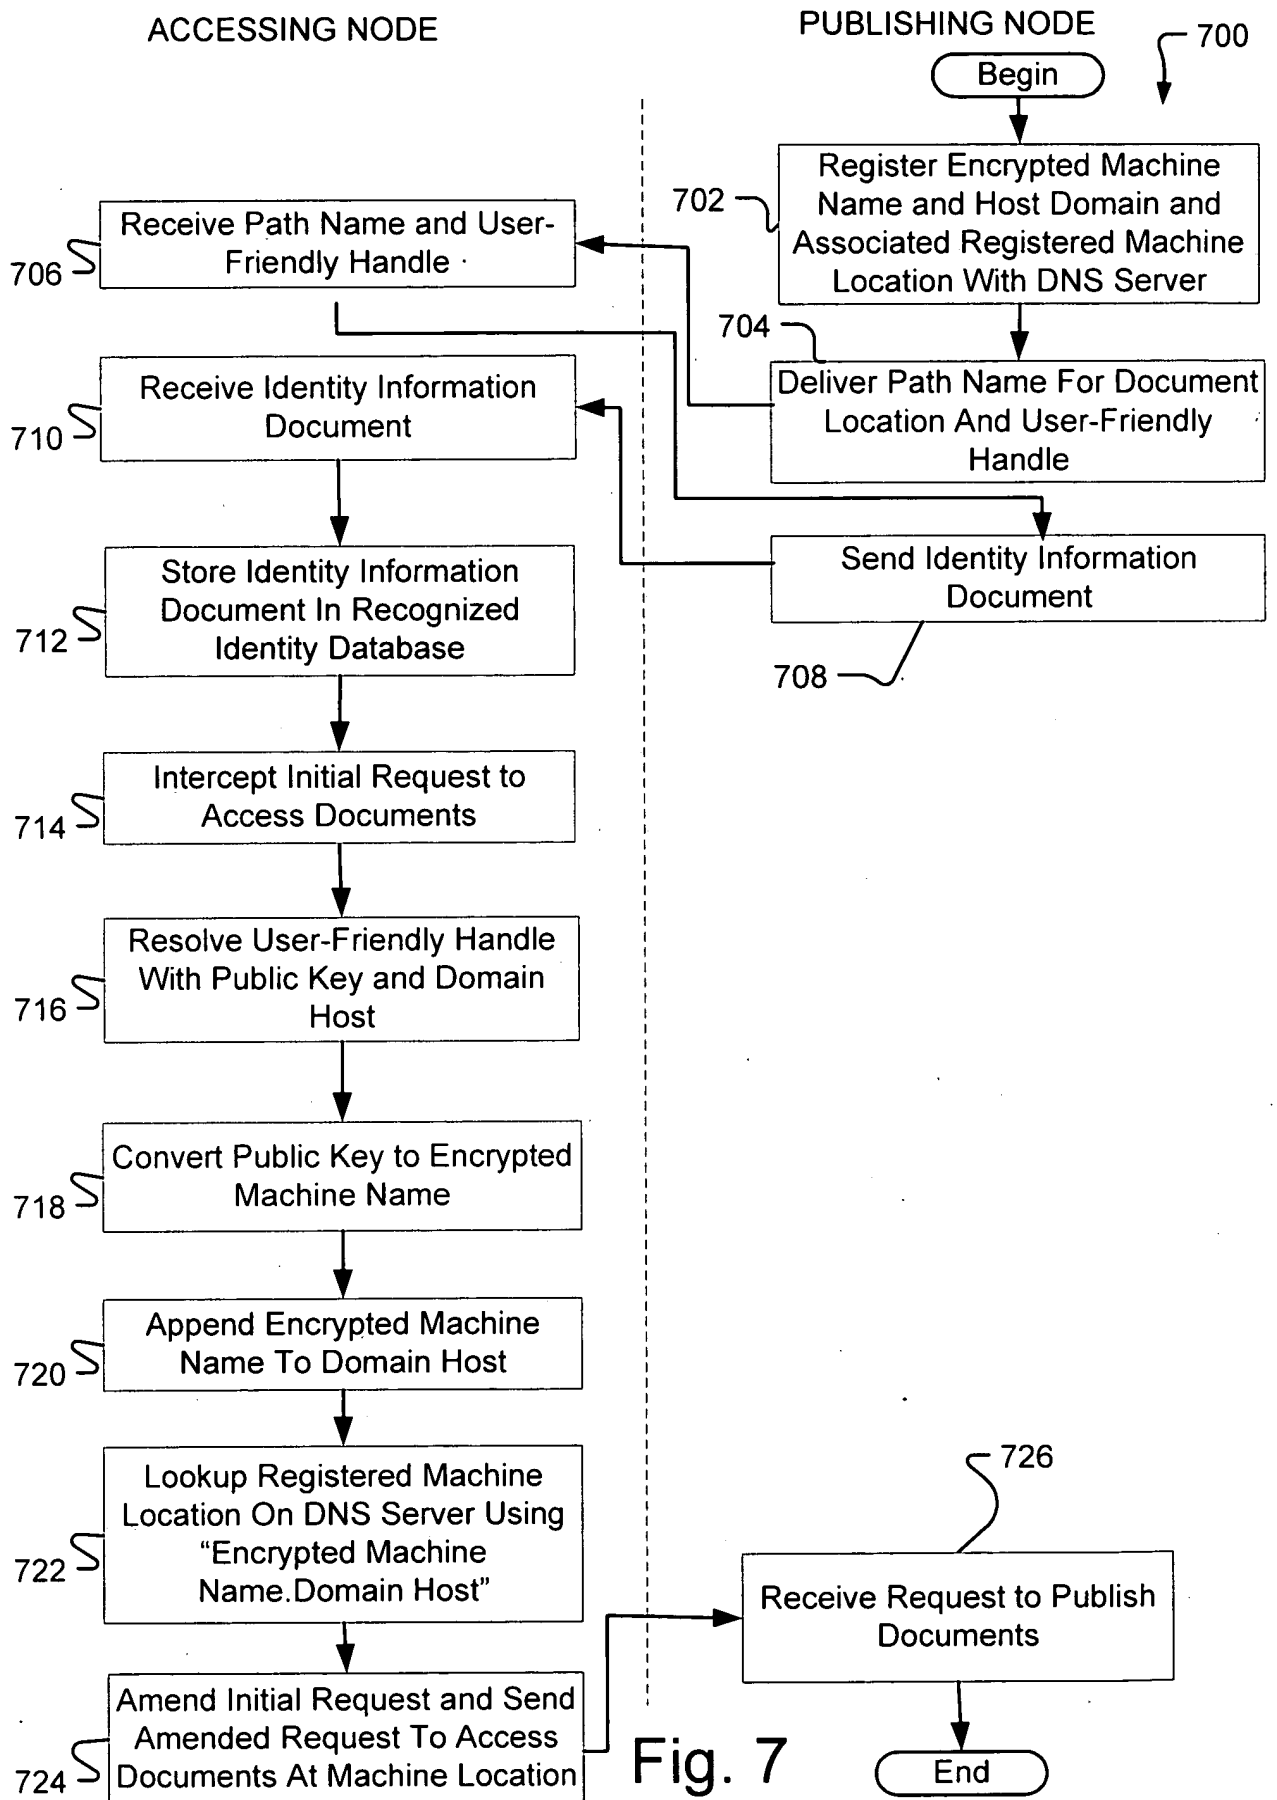 ACCESSING NODE
PUBLISHING NODE
700
Begin
702
Register Encrypted Machine
Name and Host Domain and
Associated Registered Machine
Location With DNS Server
706
Receive Path Name and User-
Friendly Handle
704
Deliver Path Name For Document
Location And User-Friendly
Handle
710
Receive Identity Information
Document
Send Identity Information
Document
708
712
Store Identity Information
Document In Recognized
Identity Database
714
Intercept Initial Request to
Access Documents
716
Resolve User-Friendly Handle
With Public Key and Domain
Host
718
Convert Public Key to Encrypted
Machine Name
720
Append Encrypted Machine
Name To Domain Host
722
Lookup Registered Machine
Location On DNS Server Using
“Encrypted Machine
Name.Domain Host”
726
Receive Request to Publish
Documents
724
Amend Initial Request and Send
Amended Request To Access
Documents At Machine Location
End
Fig. 7